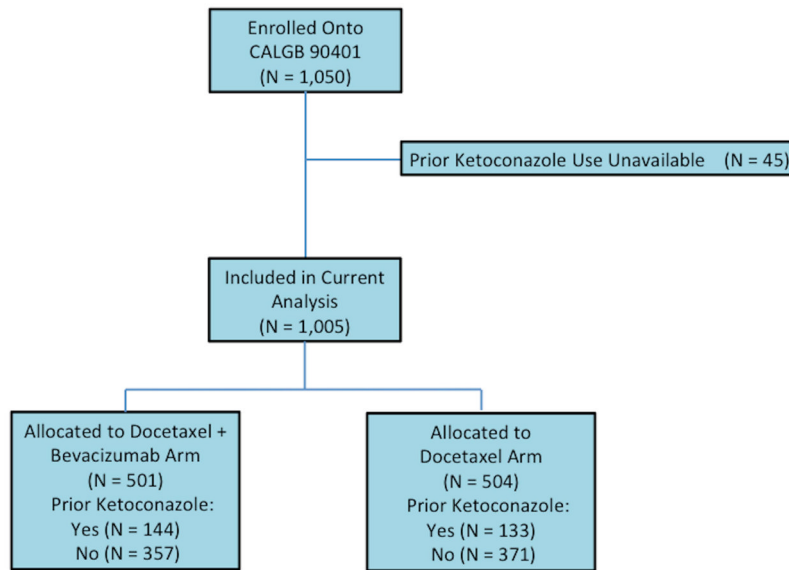 Enrolled Onto
CALGB 90401
(N = 1,050)
Prior Ketoconazole Use Unavailable (N = 45)
Included in Current
Analysis
(N = 1,005)
Allocated to Docetaxel +
Bevacizumab Arm
(N = 501)
Prior Ketoconazole:
Yes (N = 144)
No (N = 357)
Allocated to
Docetaxel Arm
(N = 504)
Prior Ketoconazole:
Yes (N = 133)
No (N = 371)